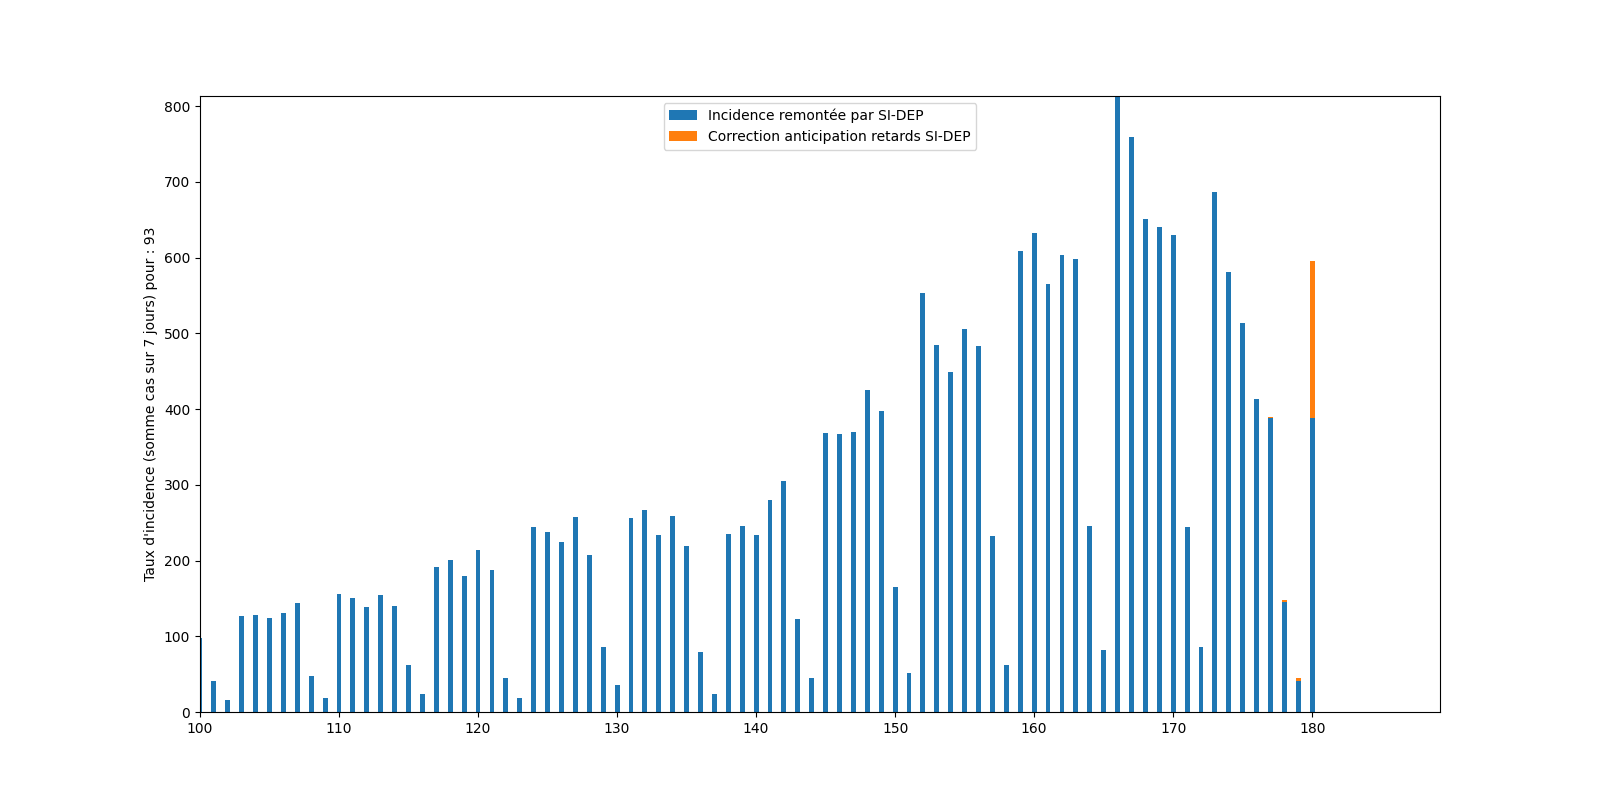 Incidence remontée par SI-DEP
Correction anticipation retards SI-DEP
Taux d'incidence (somme cas sur 7 jours) pour : 93
800
700
600
500
400
300
200
100
0
100 110 120 130 140 150 160 170 180